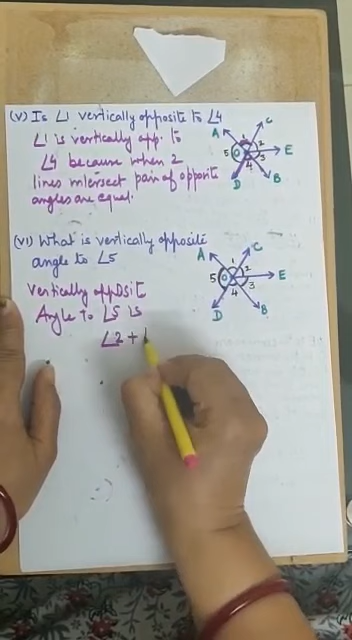 (V) Is ∠1 vertically opposite to ∠4
∠1 is vertically opp. to
∠4 because when 2
lines intersect pair of opposite
angles are equal.
A
C
1
2
E
5
O
3
4
D
B
(VI) What is vertically opposite
angle to ∠5
Vertically opposit
Angle to ∠5 is
∠2 +
A
C
1
2
E
5
O
3
4
D
B